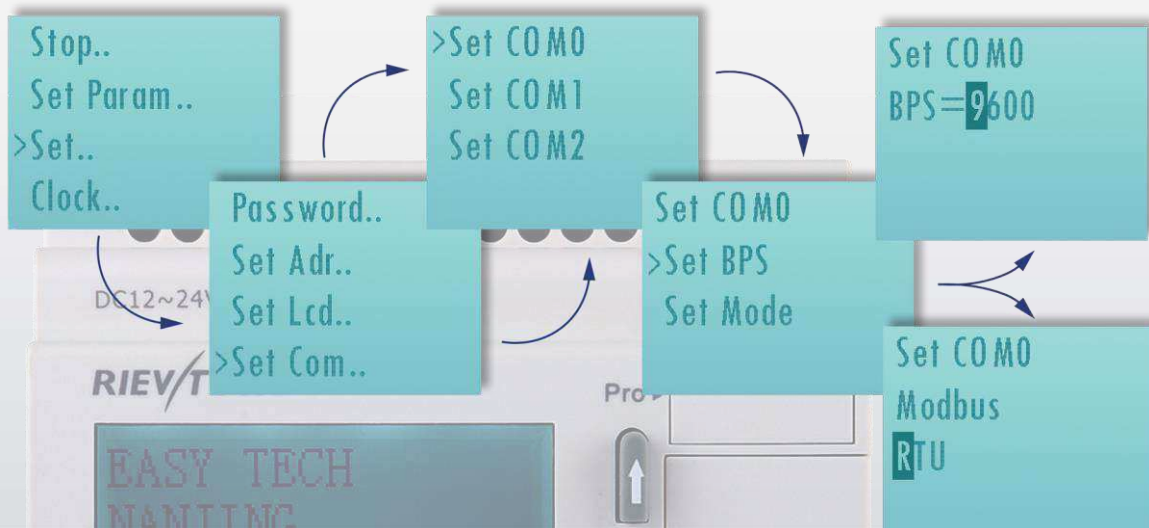 Stop..
Set Param..
>Set..
Clock..
Password..
Set Adr..
Set Lcd..
>Set Com..
>Set COM0
Set COM1
Set COM2
Set COM0
>Set BPS
Set Mode
Set COM0
BPS=9600
Set COM0
Modbus
RTU
DC12~24V
RIEVT
Pro
EASY TECH
NANJING